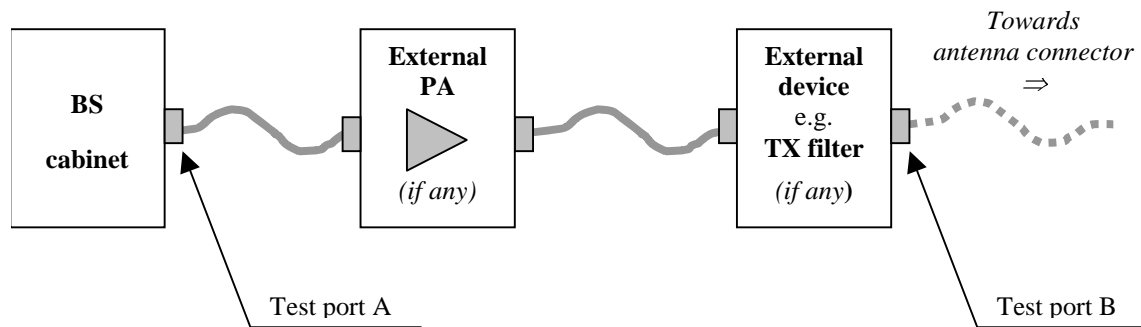 BS
cabinet
External
PA
(if any)
External
device
e.g.
TX filter
(if any)
Towards
antenna connector
⇒
Test port A
Test port B